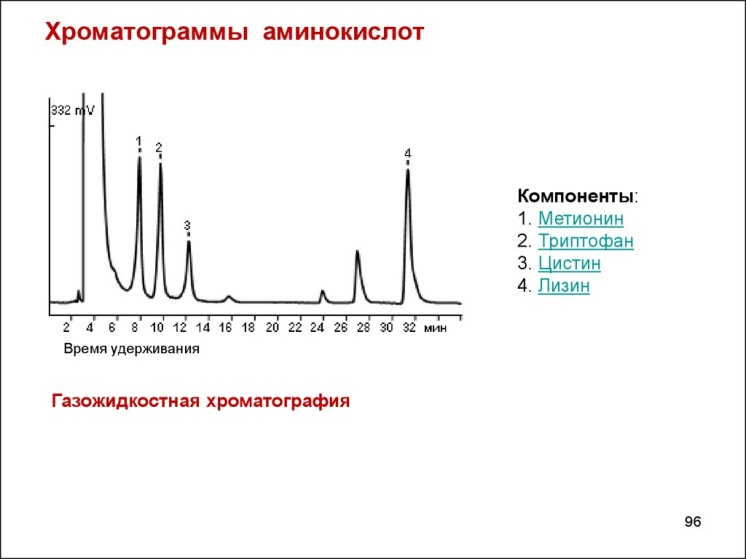 Хроматограммы аминокислот
332 mV
1
2
3
4
2 4 6 8 10 12 14 16 18 20 22 24 26 28 30 32 мин
Время удерживания
Компоненты:
1. Метионин
2. Триптофан
3. Цистин
4. Лизин
Газожидкостная хроматография
96